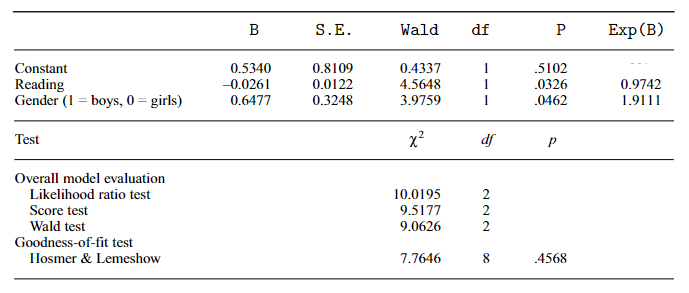 B S.E. Wald df P Exp(B)
Constant 0.5340 0.8109 0.4337 1 .5102 ---
Reading −0.0261 0.0122 4.5648 1 .0326 0.9742
Gender (1 = boys, 0 = girls) 0.6477 0.3248 3.9759 1 .0462 1.9111
Test χ² df p
Overall model evaluation
Likelihood ratio test 10.0195 2
Score test 9.5177 2
Wald test 9.0626 2
Goodness-of-fit test
Hosmer & Lemeshow 7.7646 8 .4568